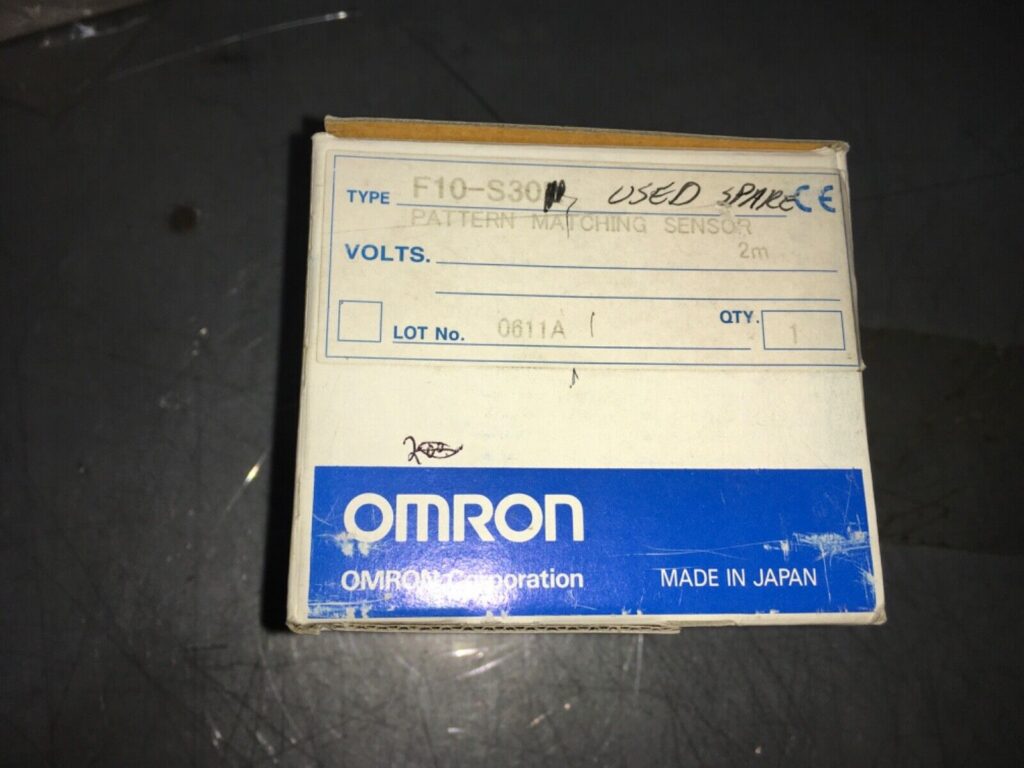 TYPE F10-S30 USED SPARE CE
PATTERN MATCHING SENSOR
VOLTS. 2m
LOT No. 0611A QTY. 1
OMRON
OMRON Corporation MADE IN JAPAN